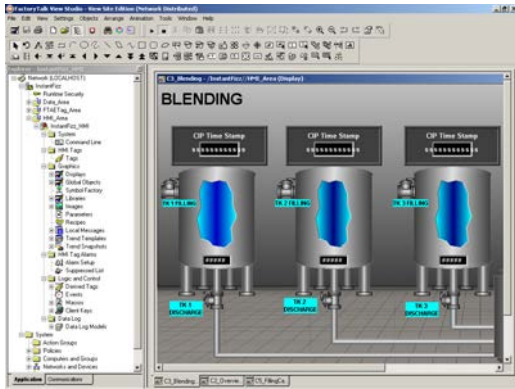 FactoryTalk View Studio - View Site Edition (Network Distributed)
File Edit View Settings Objects Arrange Animation Tools Window Help
Network (LOCALHOST)
InstantFizz
Runtime Security
Data_Area
FTAETag_Area
HMI_Area
InstantFizz_HMI
System
Command Line
HMI Tags
Tags
Graphics
Displays
Global Objects
Symbol Factory
Libraries
Images
Parameters
Recipes
Local Messages
Trend Templates
Trend Snapshots
HMI Tag Alarms
Alarm Setup
Suppressed List
Logic and Control
Derived Tags
Events
Macros
Client Keys
Data Log
Data Log Models
System
Action Groups
Policies
Computers and Groups
Networks and Devices
Application Communications
C3_Blending - /InstantFizz//HMI_Area (Display)
BLENDING
CIP Time Stamp
CIP Time Stamp
CIP Time Stamp
TK 1 FILLING
TK 2 FILLING
TK 3 FILLING
#####
#####
#####
TK 1
DISCHARGE
TK 2
DISCHARGE
TK 3
DISCHARGE
C3_Blending